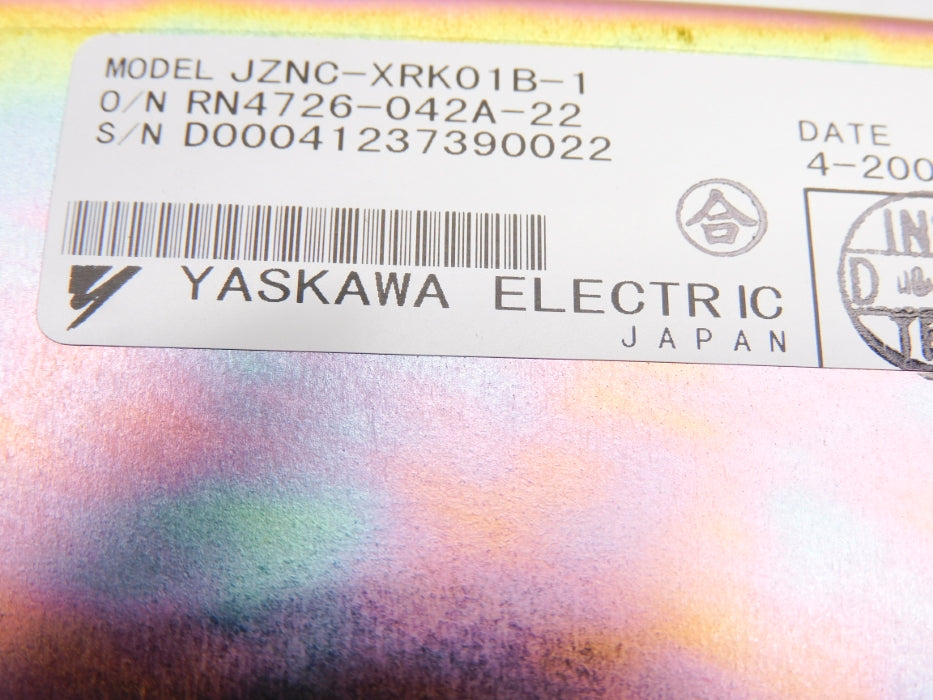 MODEL JZNC-XRK01B-1
O/N RN4726-042A-22
S/N D00041237390022
DATE
4-200
合
YASKAWA ELECTRIC
JAPAN
D